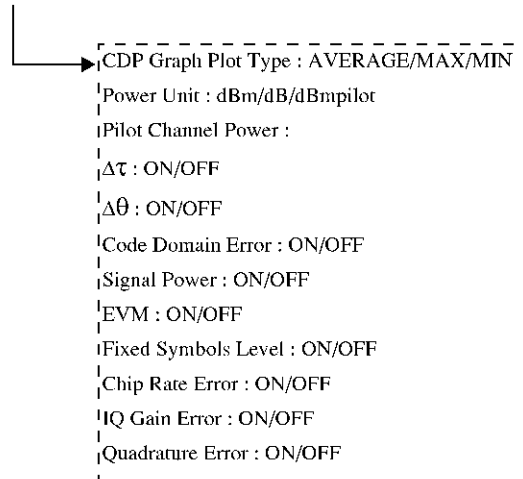 CDP Graph Plot Type : AVERAGE/MAX/MIN
Power Unit : dBm/dB/dBmpilot
Pilot Channel Power :
Δτ : ON/OFF
Δθ : ON/OFF
Code Domain Error : ON/OFF
Signal Power : ON/OFF
EVM : ON/OFF
Fixed Symbols Level : ON/OFF
Chip Rate Error : ON/OFF
IQ Gain Error : ON/OFF
Quadrature Error : ON/OFF